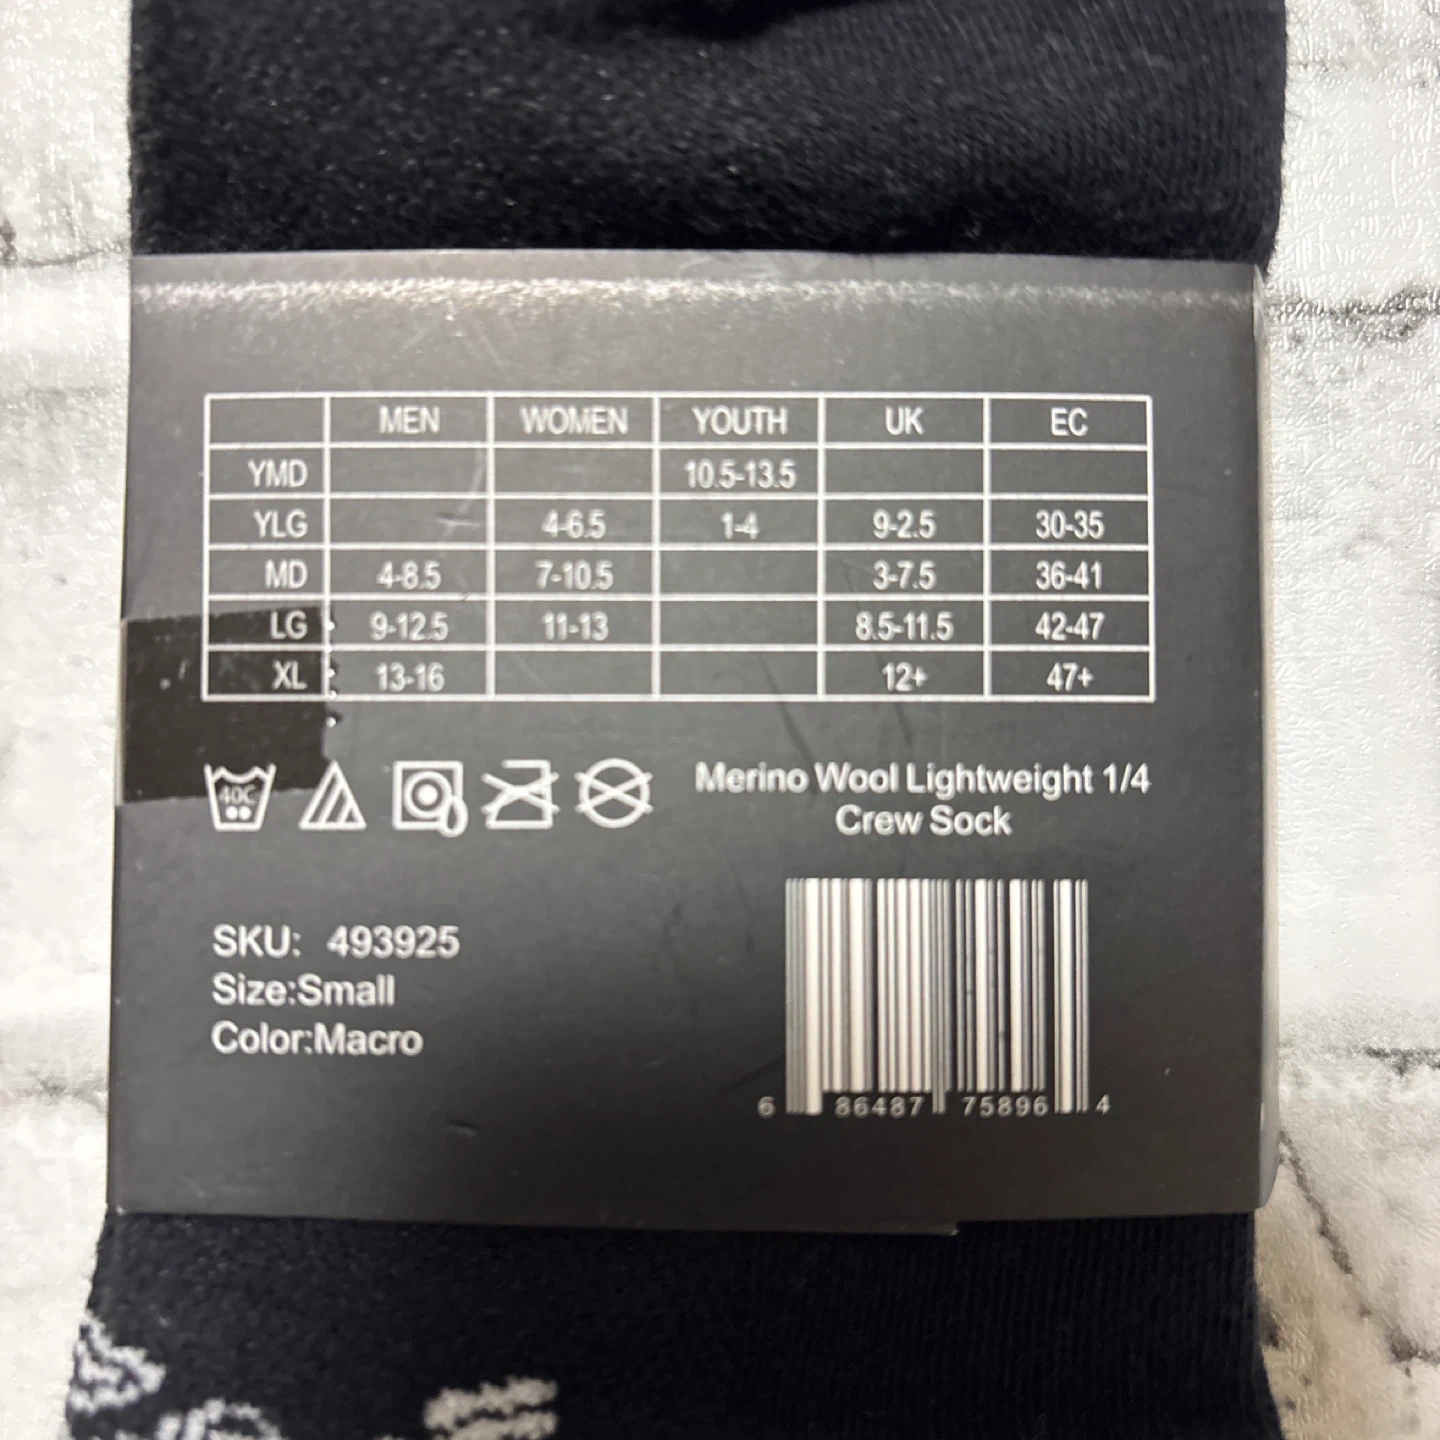 MEN WOMEN YOUTH UK EC
YMD 10.5-13.5
YLG 4-6.5 1-4 9-2.5 30-35
MD 4-8.5 7-10.5 3-7.5 36-41
LG 9-12.5 11-13 8.5-11.5 42-47
XL 13-16 12+ 47+
40C
Merino Wool Lightweight 1/4
Crew Sock
SKU: 493925
Size:Small
Color:Macro
6 86487 75896 4